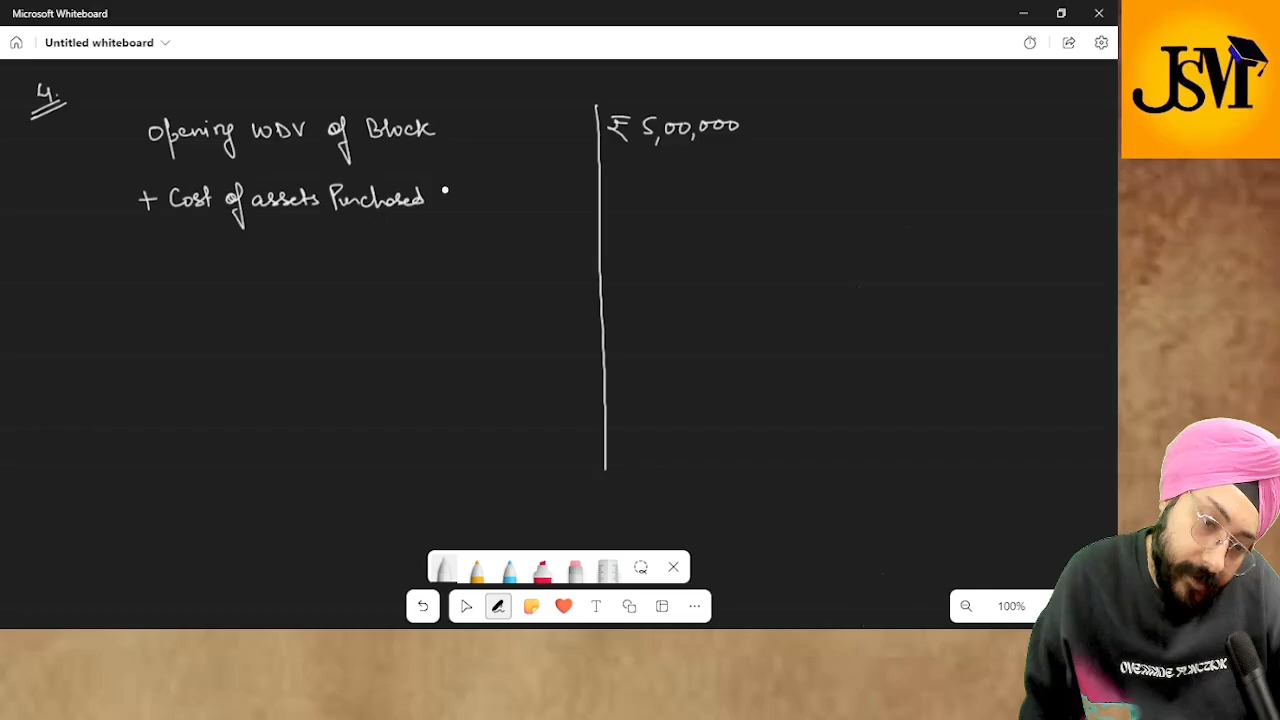 Microsoft Whiteboard
Untitled whiteboard
JSM
4.
Opening WDV of Block
₹ 5,00,000
+ Cost of assets Purchased
100%